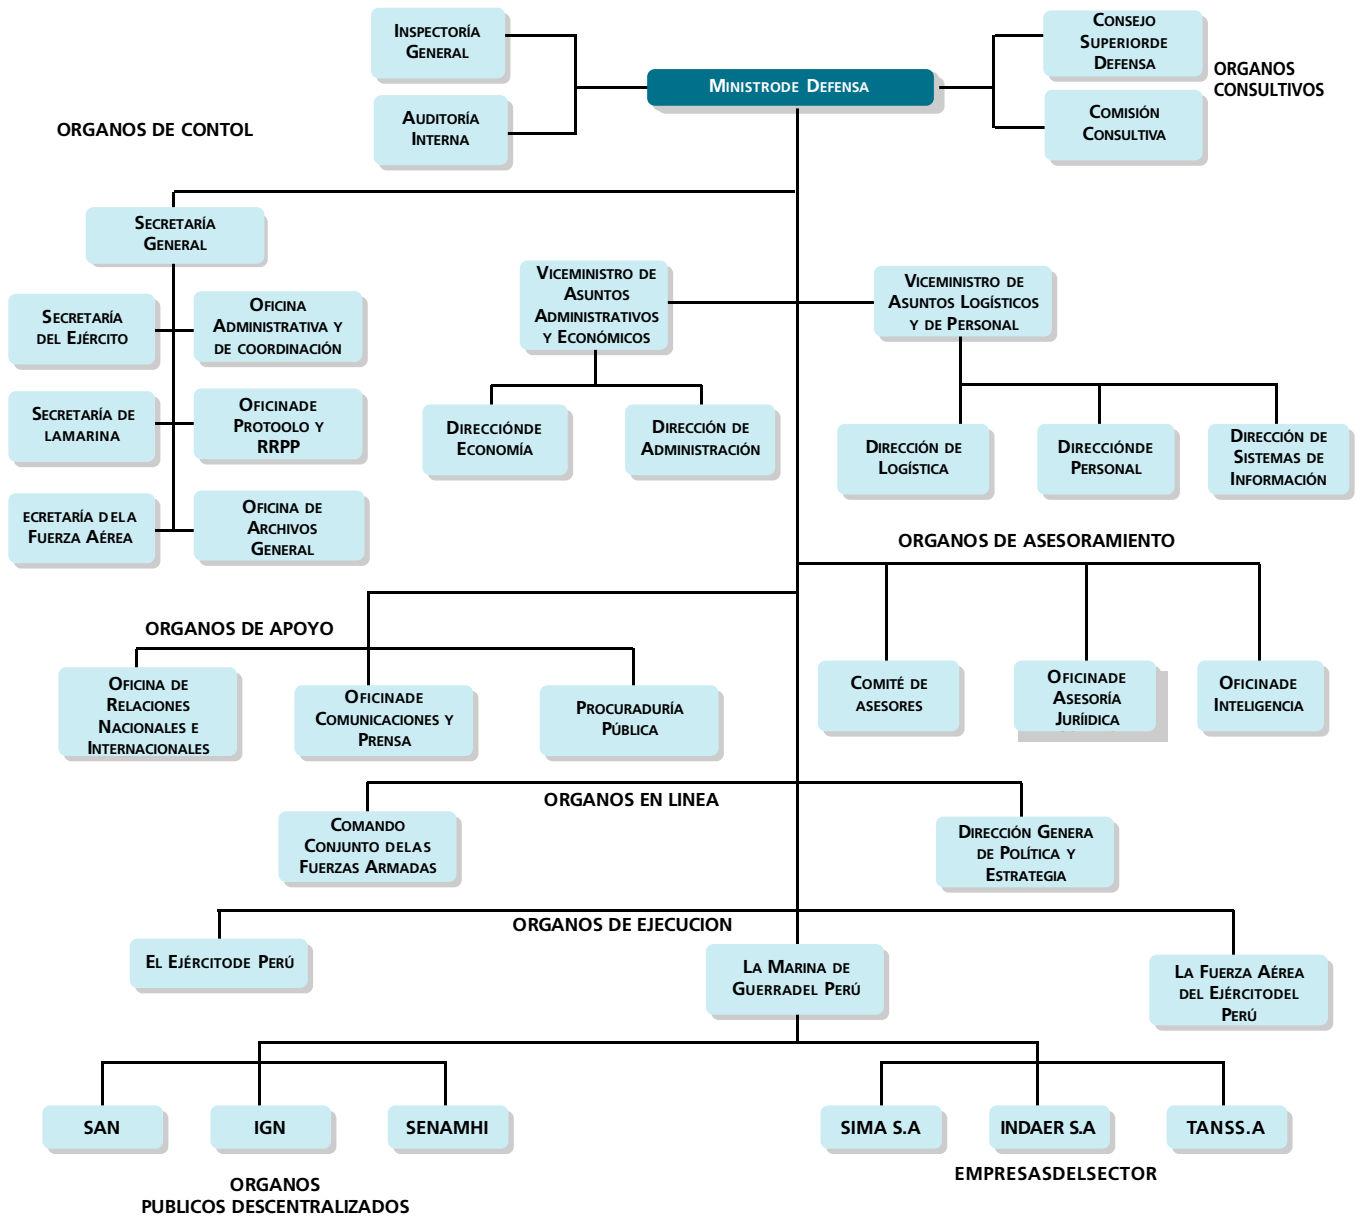 INSPECTORÍA
GENERAL
CONSEJO
SUPERIORDE
DEFENSA
ORGANOS
CONSULTIVOS
MINISTRODE DEFENSA
AUDITORÍA
INTERNA
COMISIÓN
CONSULTIVA
ORGANOS DE CONTOL
SECRETARÍA
GENERAL
VICEMINISTRO DE
ASUNTOS
ADMINISTRATIVOS
Y ECONÓMICOS
VICEMINISTRO DE
ASUNTOS LOGÍSTICOS
Y DE PERSONAL
SECRETARÍA
DEL EJÉRCITO
OFICINA
ADMINISTRATIVA Y
DE COORDINACIÓN
SECRETARÍA DE
LAMARINA
OFICINADE
PROTOOLO Y
RRPP
DIRECCIÓNDE
ECONOMÍA
DIRECCIÓN DE
ADMINISTRACIÓN
DIRECCIÓN DE
LOGÍSTICA
DIRECCIÓNDE
PERSONAL
DIRECCIÓN DE
SISTEMAS DE
INFORMACIÓN
ECRETARÍA DELA
FUERZA AÉREA
OFICINA DE
ARCHIVOS
GENERAL
ORGANOS DE ASESORAMIENTO
ORGANOS DE APOYO
OFICINA DE
RELACIONES
NACIONALES E
INTERNACIONALES
OFICINADE
COMUNICACIONES Y
PRENSA
PROCURADURÍA
PÚBLICA
COMITÉ DE
ASESORES
OFICINADE
ASESORÍA
JURÍIDICA
OFICINADE
INTELIGENCIA
ORGANOS EN LINEA
COMANDO
CONJUNTO DELAS
FUERZAS ARMADAS
DIRECCIÓN GENERA
DE POLÍTICA Y
ESTRATEGIA
ORGANOS DE EJECUCION
EL EJÉRCITODE PERÚ
LA MARINA DE
GUERRADEL PERÚ
LA FUERZA AÉREA
DEL EJÉRCITODEL
PERÚ
SAN
IGN
SENAMHI
SIMA S.A
INDAER S.A
TANSS.A
ORGANOS
PUBLICOS DESCENTRALIZADOS
EMPRESASDELSECTOR